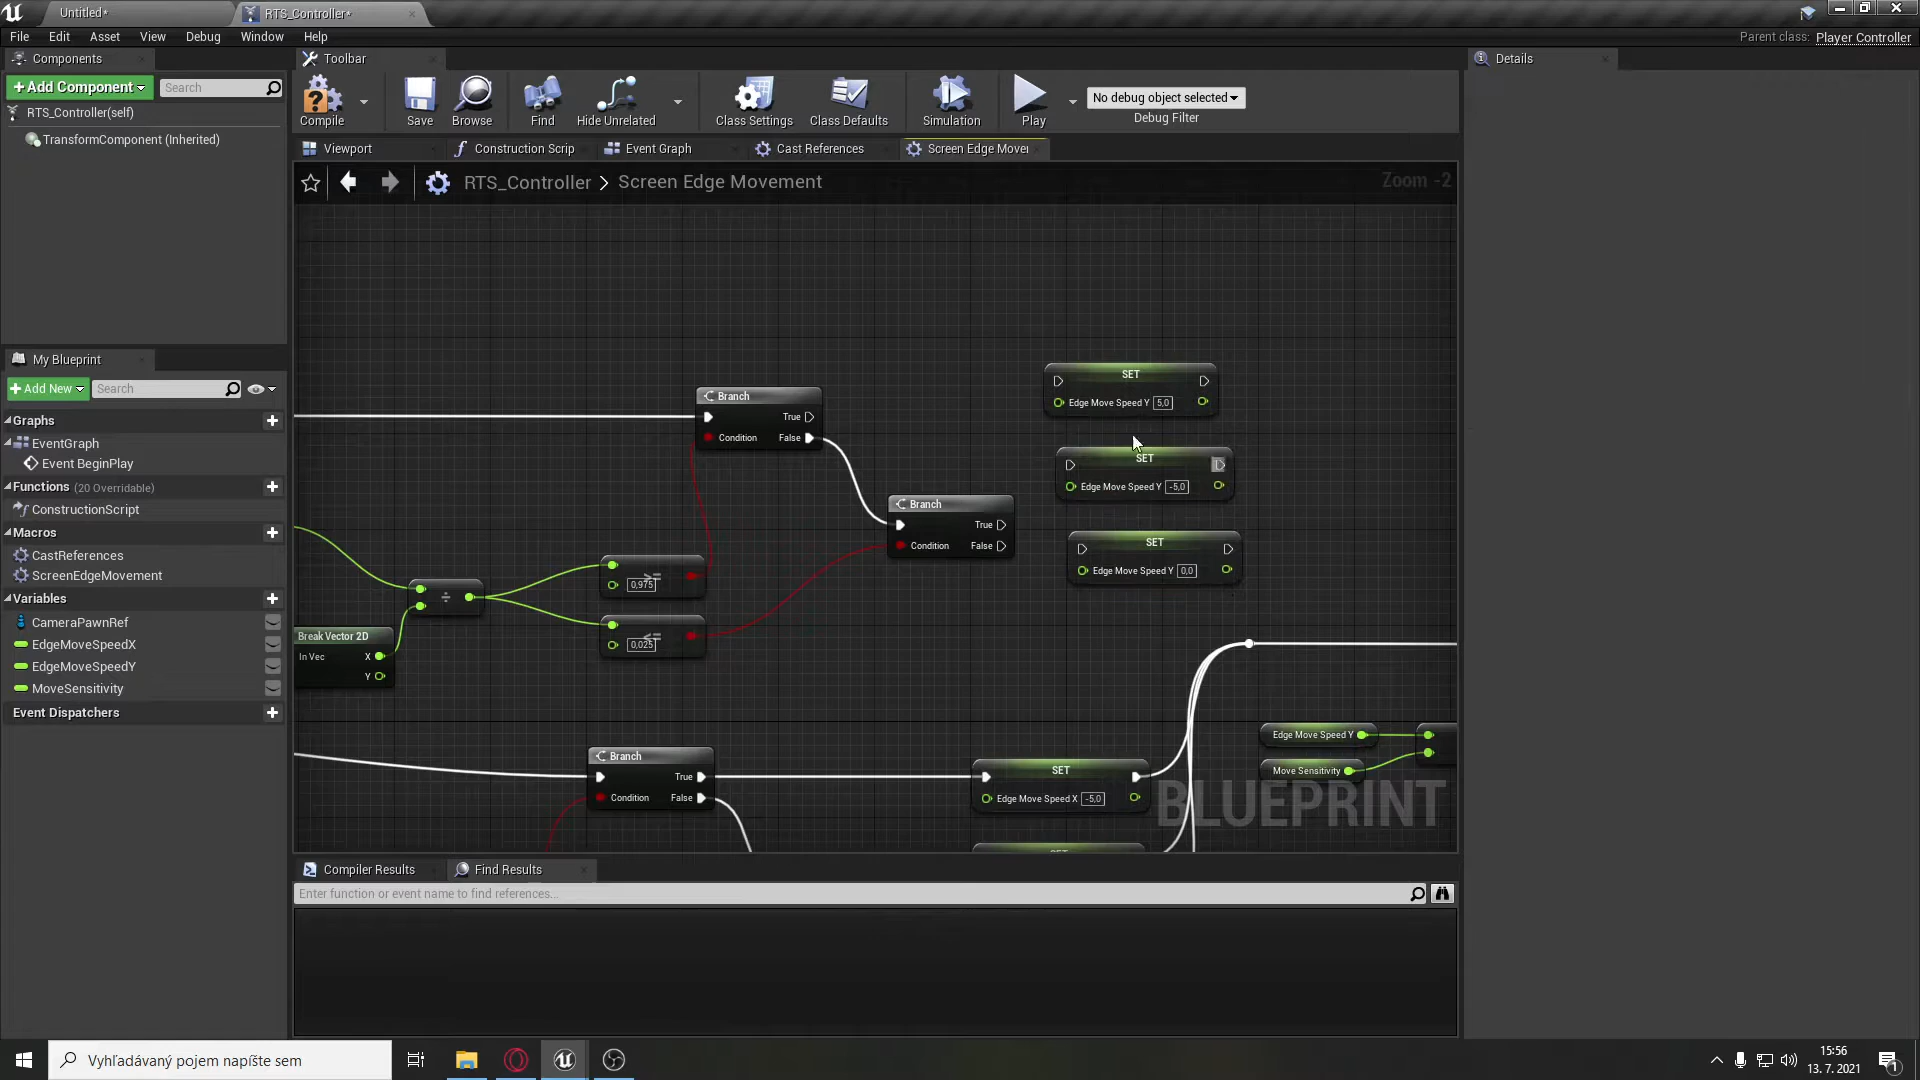 Untitled*
RTS_Controller*
File Edit Asset View Debug Window Help
Parent class: Player Controller
Components
Toolbar
Details
+ Add Component
Search
RTS_Controller(self)
TransformComponent (Inherited)
Compile
Save
Browse
Find
Hide Unrelated
Class Settings
Class Defaults
Simulation
Play
No debug object selected
Debug Filter
Viewport
Construction Scrip
Event Graph
Cast References
Screen Edge Mover
RTS_Controller > Screen Edge Movement
Zoom -2
My Blueprint
+ Add New
Search
Graphs
EventGraph
Event BeginPlay
Functions (20 Overridable)
ConstructionScript
Macros
CastReferences
ScreenEdgeMovement
Variables
CameraPawnRef
EdgeMoveSpeedX
EdgeMoveSpeedY
MoveSensitivity
Event Dispatchers
Branch
True
Condition
False
SET
Edge Move Speed Y 5,0
SET
Edge Move Speed Y -5,0
Branch
True
Condition
False
SET
Edge Move Speed Y 0,0
>=
0,975
÷
<=
0,025
Break Vector 2D
In Vec
X
Y
Branch
True
Condition
False
SET
Edge Move Speed X -5,0
Edge Move Speed Y
Move Sensitivity
BLUEPRINT
Compiler Results
Find Results
Enter function or event name to find references...
Vyhľadávaný pojem napíšte sem
15:56
13. 7. 2021
1